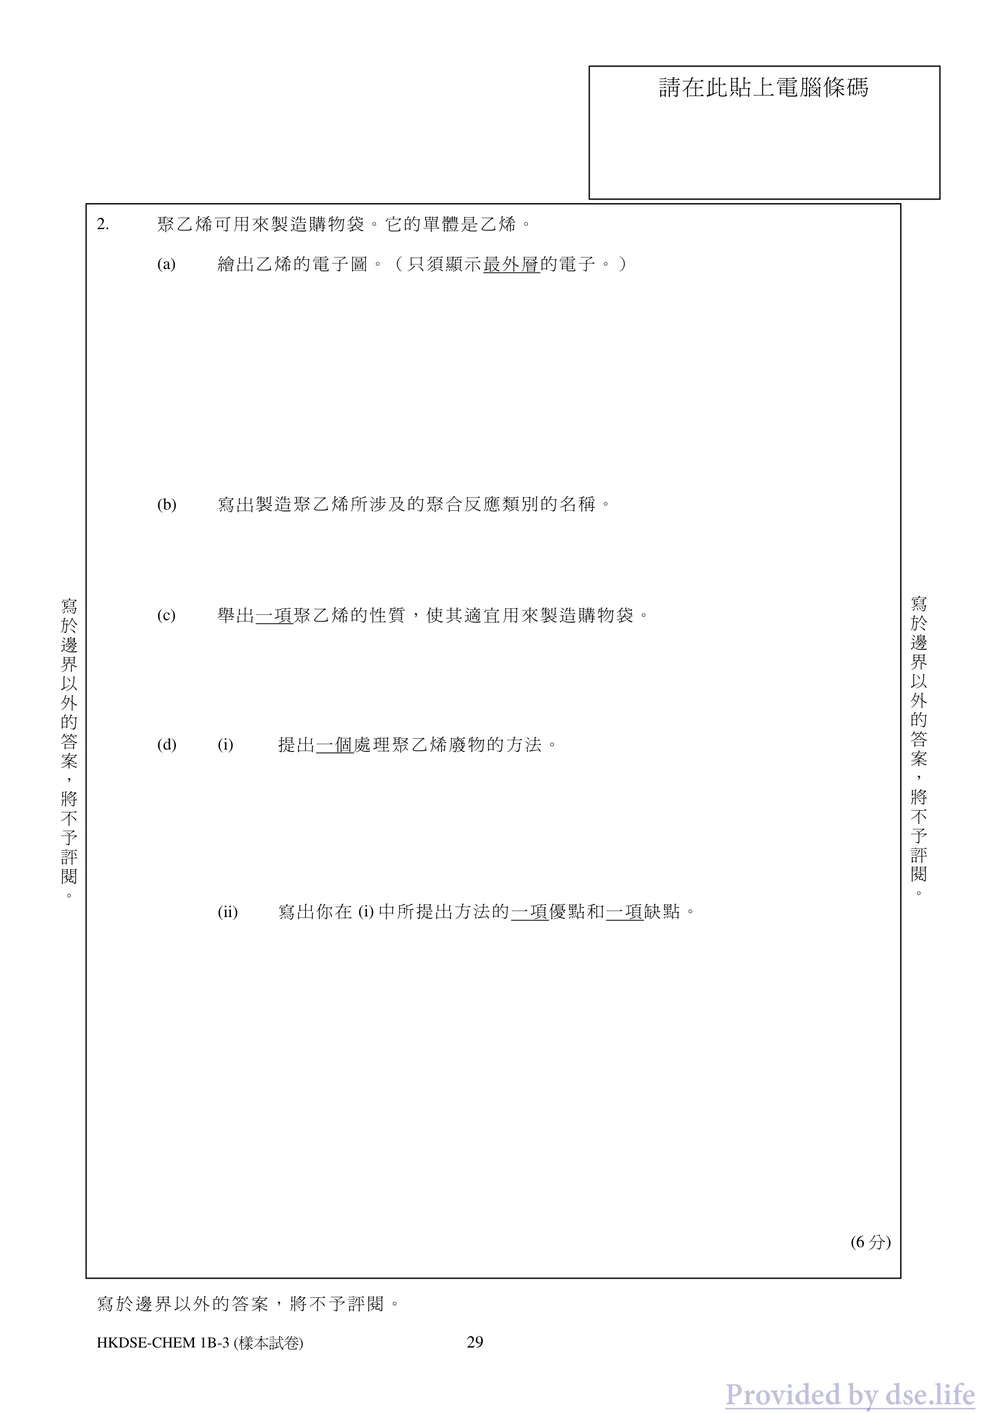 請在此貼上電腦條碼
2. 聚乙烯可用來製造購物袋。它的單體是乙烯。
(a) 繪出乙烯的電子圖。（只須顯示最外層的電子。）
(b) 寫出製造聚乙烯所涉及的聚合反應類別的名稱。
(c) 舉出一項聚乙烯的性質，使其適宜用來製造購物袋。
(d) (i) 提出一個處理聚乙烯廢物的方法。
(ii) 寫出你在 (i) 中所提出方法的一項優點和一項缺點。
(6 分)
寫於邊界以外的答案，將不予評閱。
寫於邊界以外的答案，將不予評閱。
寫於邊界以外的答案，將不予評閱。
HKDSE-CHEM 1B-3 (樣本試卷) 29
Provided by dse.life